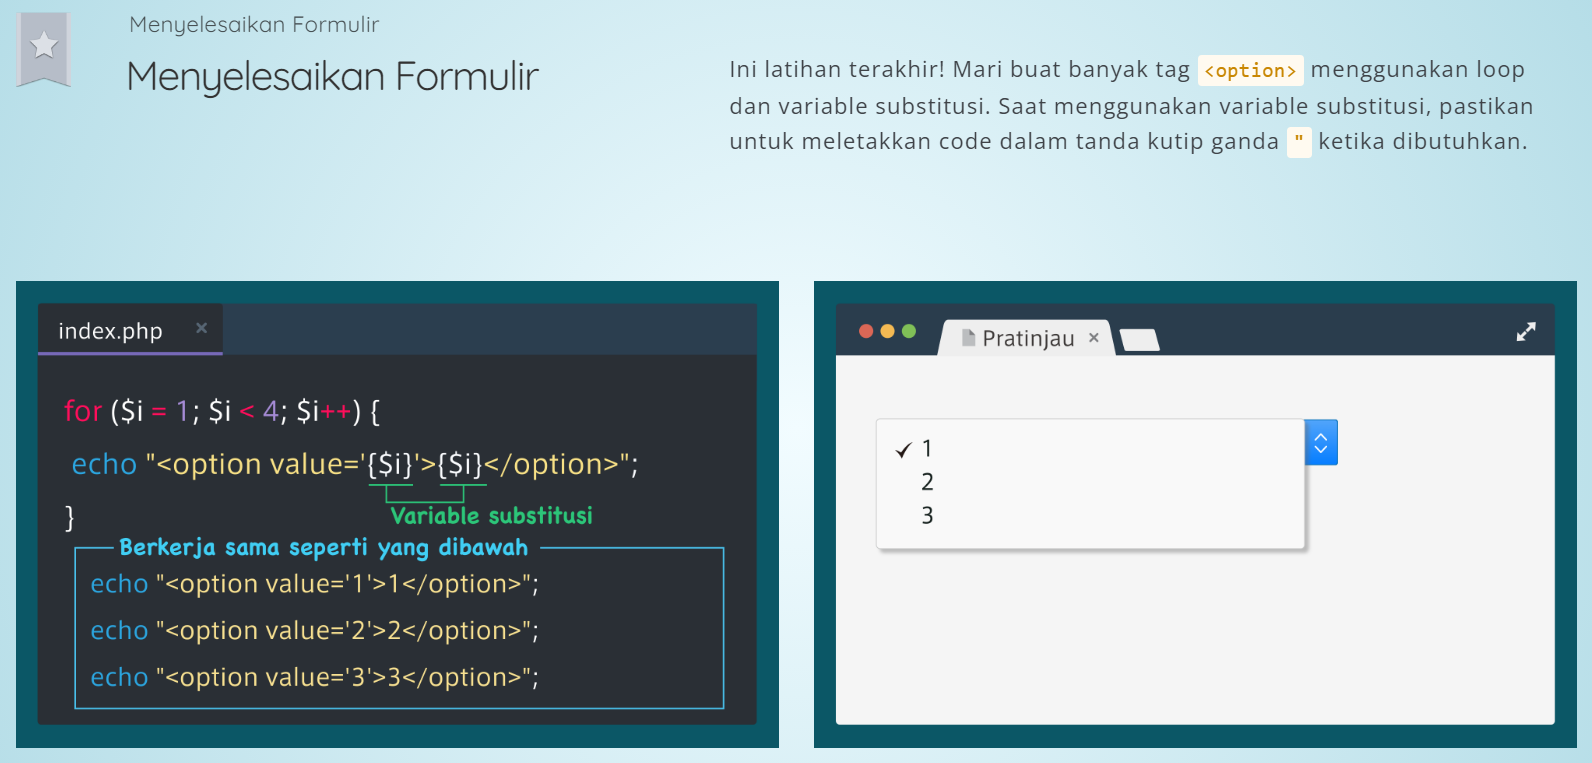 Menyelesaikan Formulir
Menyelesaikan Formulir
Ini latihan terakhir! Mari buat banyak tag <option> menggunakan loop
dan variable substitusi. Saat menggunakan variable substitusi, pastikan
untuk meletakkan code dalam tanda kutip ganda " ketika dibutuhkan.
index.php ×
for ($i = 1; $i < 4; $i++) {
echo "<option value='{$i}'>{$i}</option>";
Variable substitusi
}
Berkerja sama seperti yang dibawah
echo "<option value='1'>1</option>";
echo "<option value='2'>2</option>";
echo "<option value='3'>3</option>";
Pratinjau ×
✓ 1
2
3